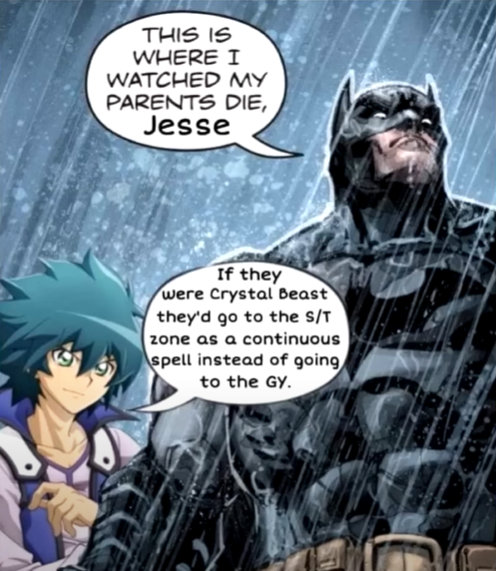 THIS IS
WHERE I
WATCHED MY
PARENTS DIE,
Jesse
If they
were Crystal Beast
they'd go to the S/T
zone as a continuous
spell instead of going
to the GY.